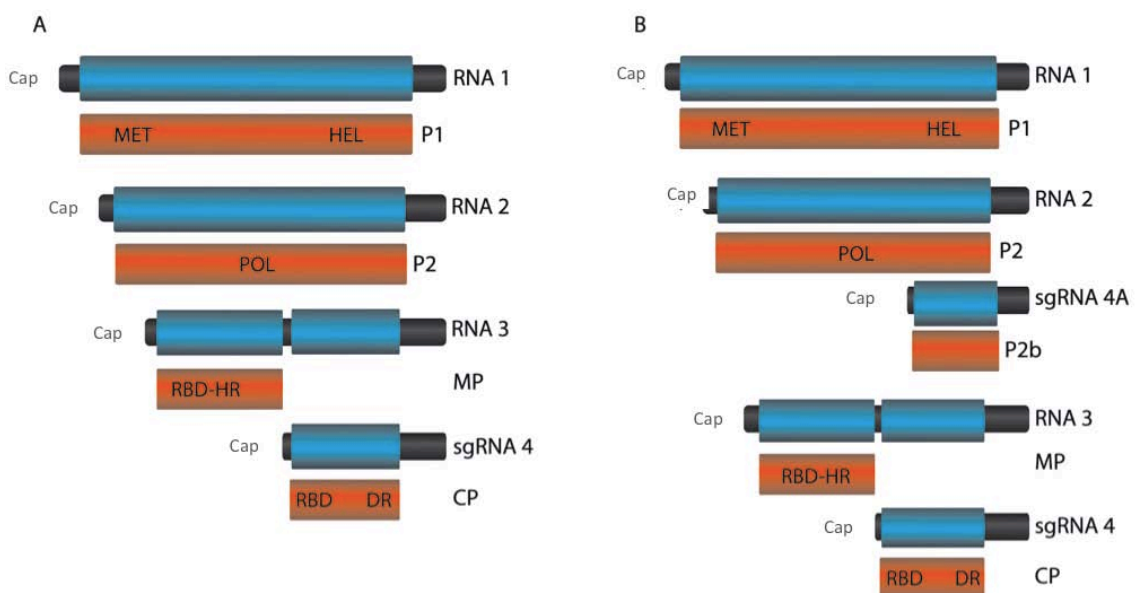 A
Cap RNA 1
MET HEL P1
Cap RNA 2
POL P2
Cap RNA 3
RBD-HR MP
Cap sgRNA 4
RBD DR CP
B
Cap RNA 1
MET HEL P1
Cap RNA 2
POL P2
Cap sgRNA 4A
P2b
Cap RNA 3
RBD-HR MP
Cap sgRNA 4
RBD DR CP